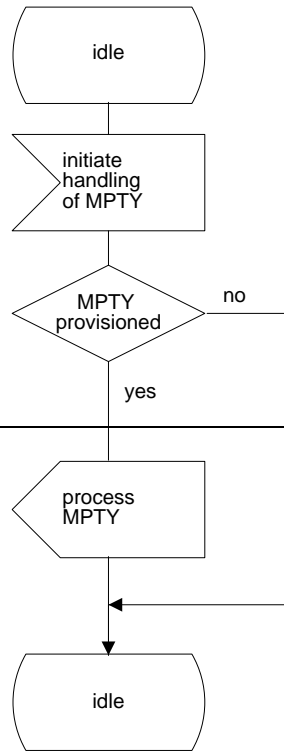 idle
initiate
handling
of MPTY
MPTY
provisioned
no
yes
process
MPTY
idle